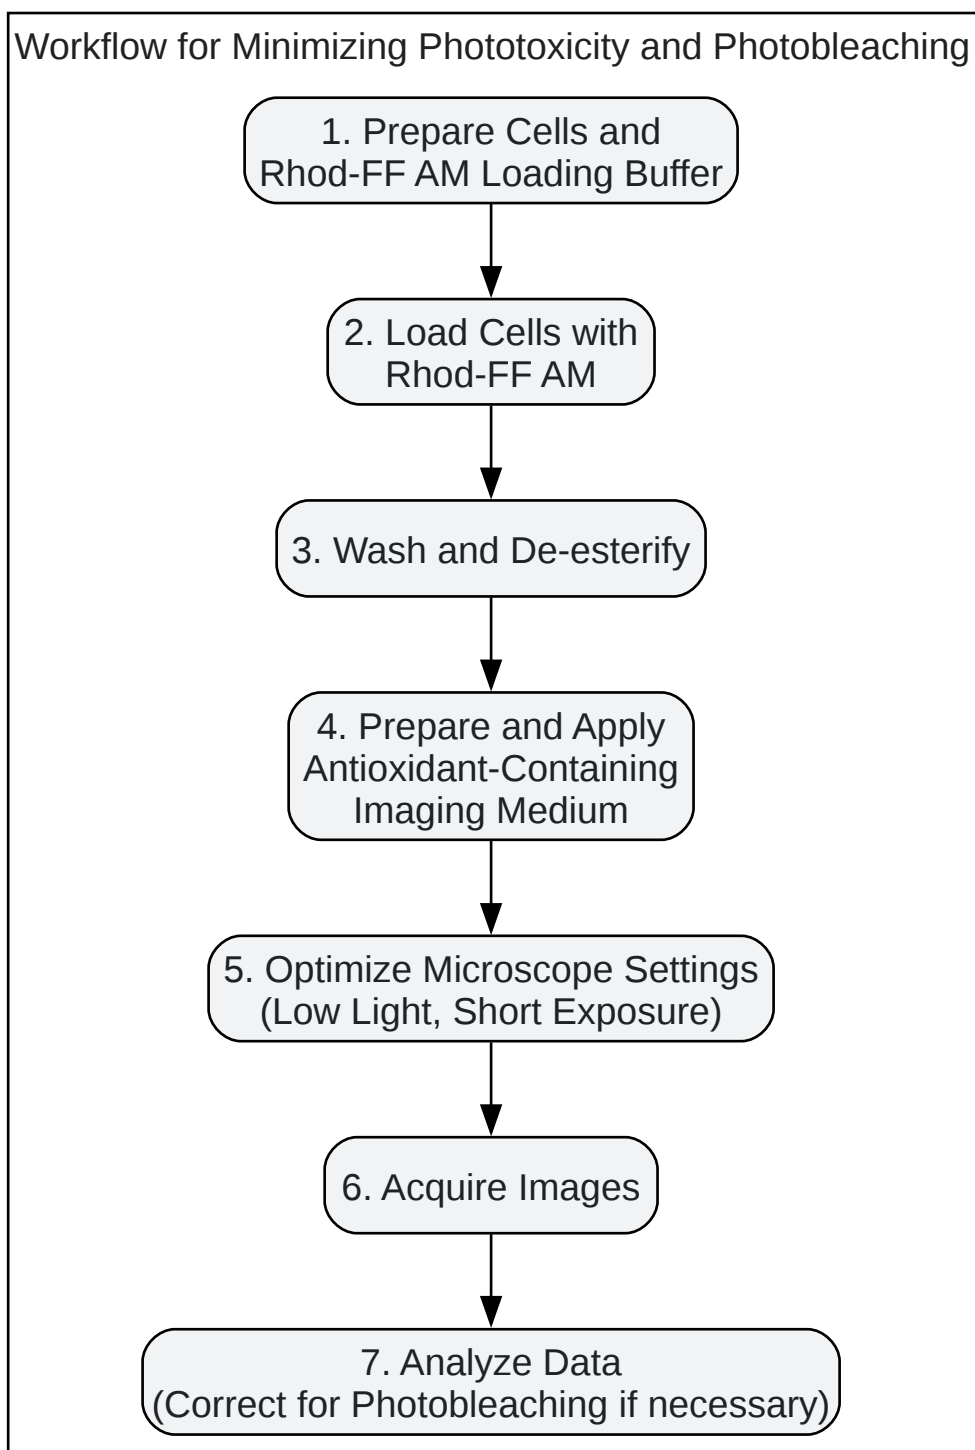 Workflow for Minimizing Phototoxicity and Photobleaching
1. Prepare Cells and
Rhod-FF AM Loading Buffer
2. Load Cells with
Rhod-FF AM
3. Wash and De-esterify
4. Prepare and Apply
Antioxidant-Containing
Imaging Medium
5. Optimize Microscope Settings
(Low Light, Short Exposure)
6. Acquire Images
7. Analyze Data
(Correct for Photobleaching if necessary)